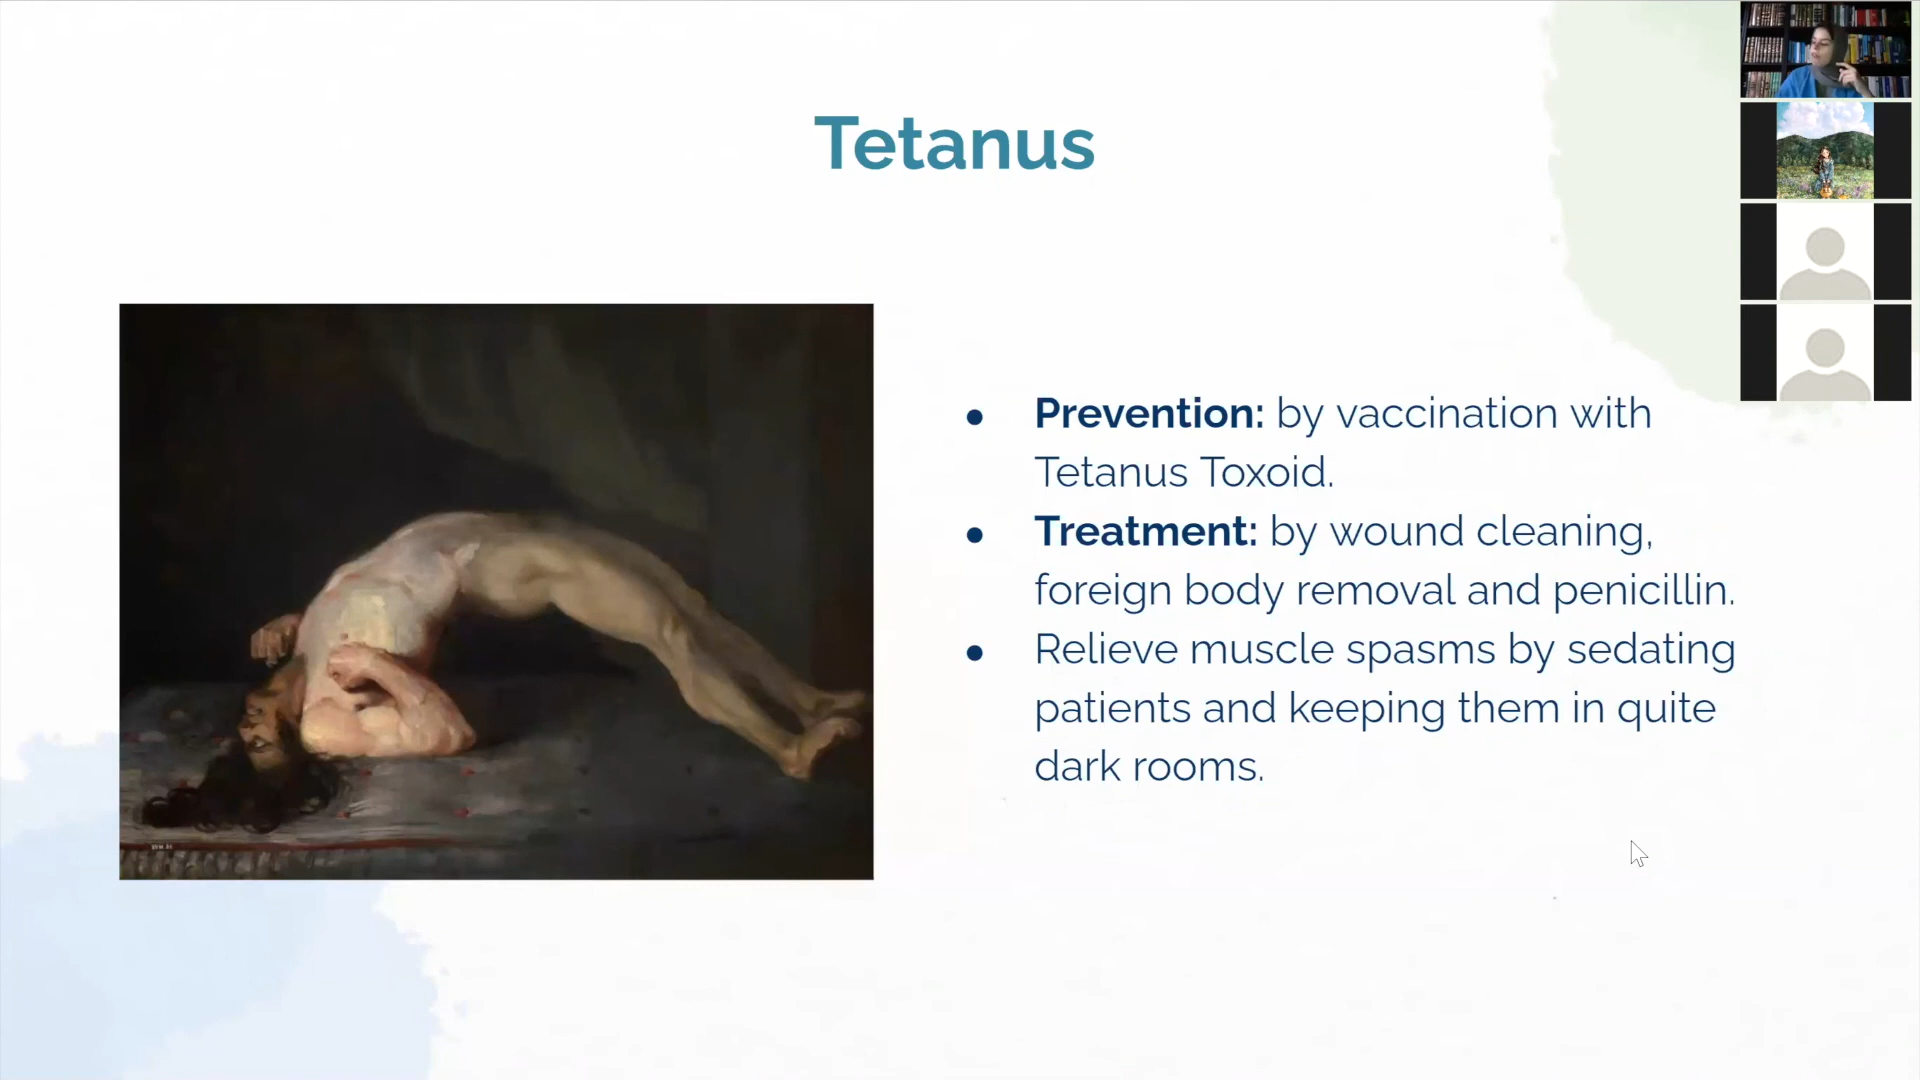 Tetanus
● Prevention: by vaccination with
Tetanus Toxoid.
● Treatment: by wound cleaning,
foreign body removal and penicillin.
● Relieve muscle spasms by sedating
patients and keeping them in quite
dark rooms.